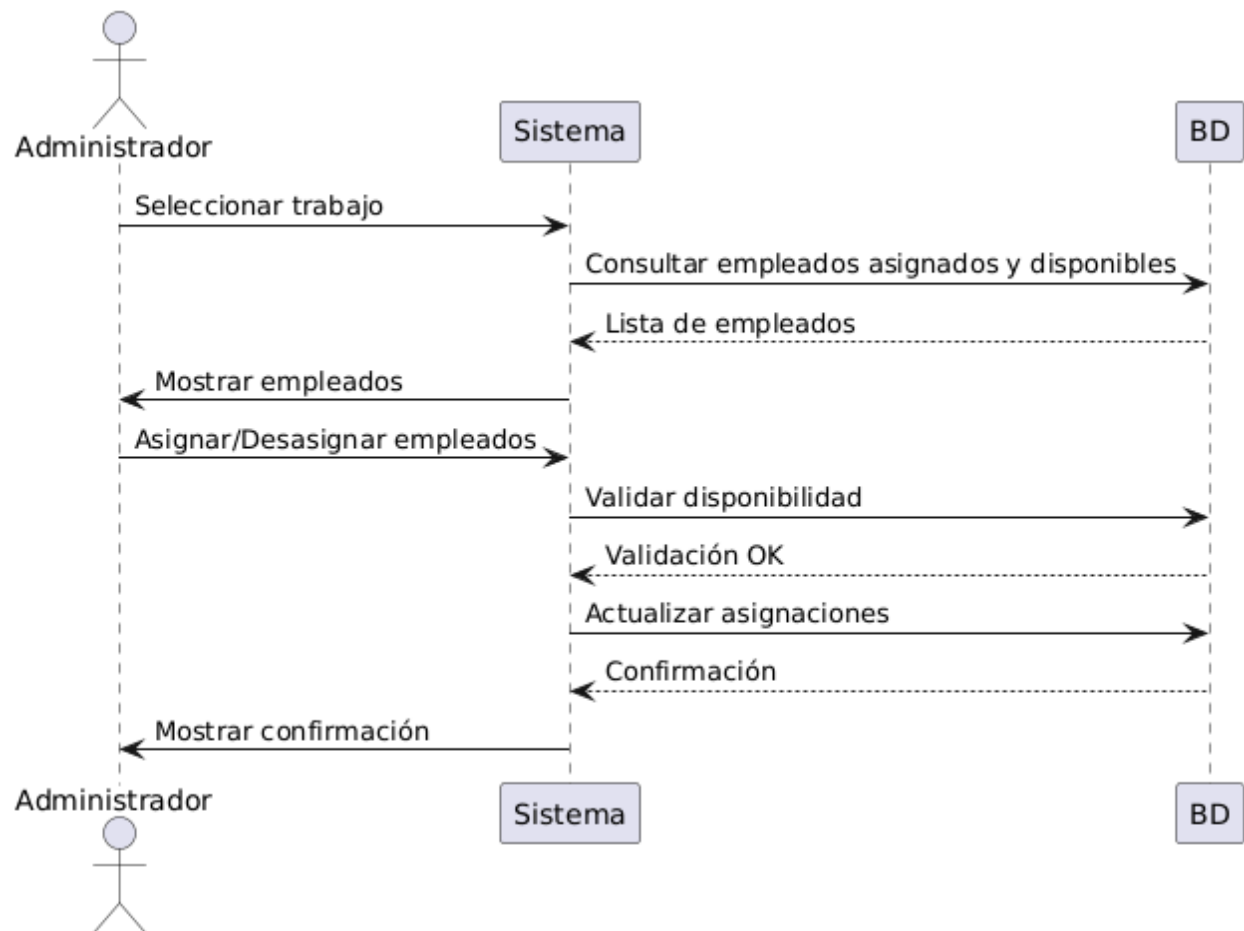 Administrador
Sistema
BD
Seleccionar trabajo
Consultar empleados asignados y disponibles
Lista de empleados
Mostrar empleados
Asignar/Desasignar empleados
Validar disponibilidad
Validación OK
Actualizar asignaciones
Confirmación
Mostrar confirmación
Administrador
Sistema
BD